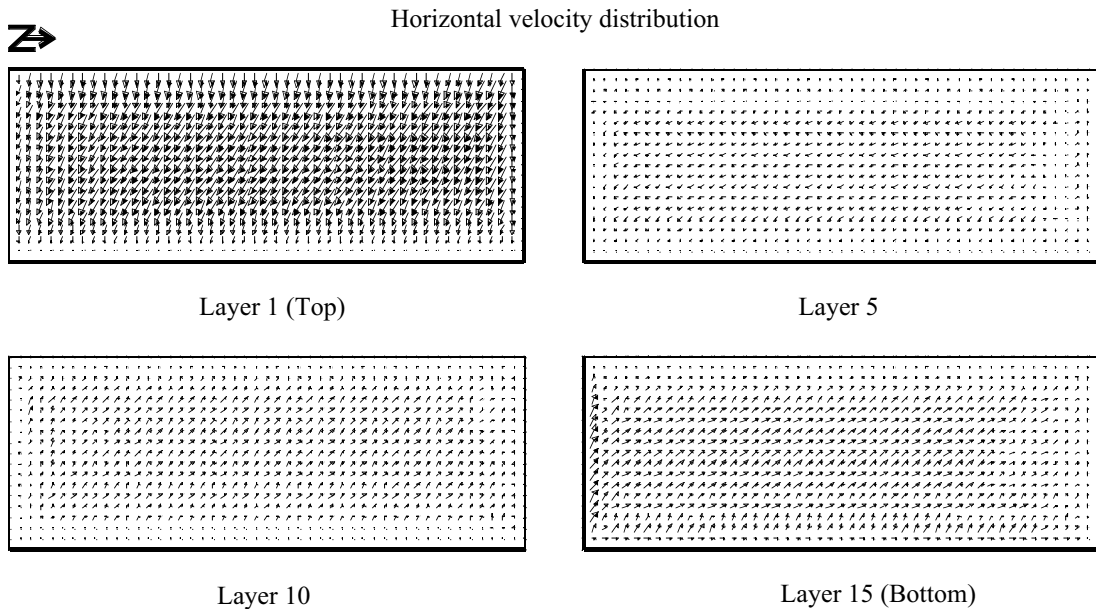 Horizontal velocity distribution
Z
Layer 1 (Top)
Layer 5
Layer 10
Layer 15 (Bottom)